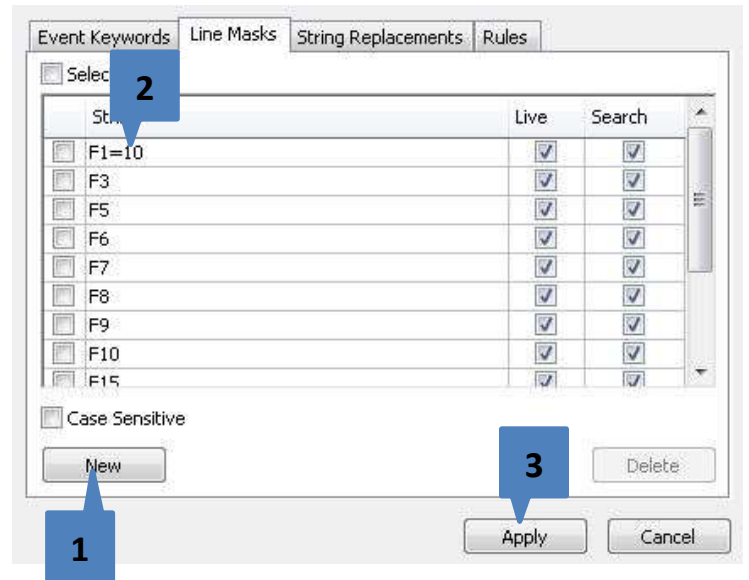 Event Keywords Line Masks String Replacements Rules
2
Live Search
F1=10
F3
F5
F6
F7
F8
F9
F10
F15
Case Sensitive
New 3 Delete
1 Apply Cancel